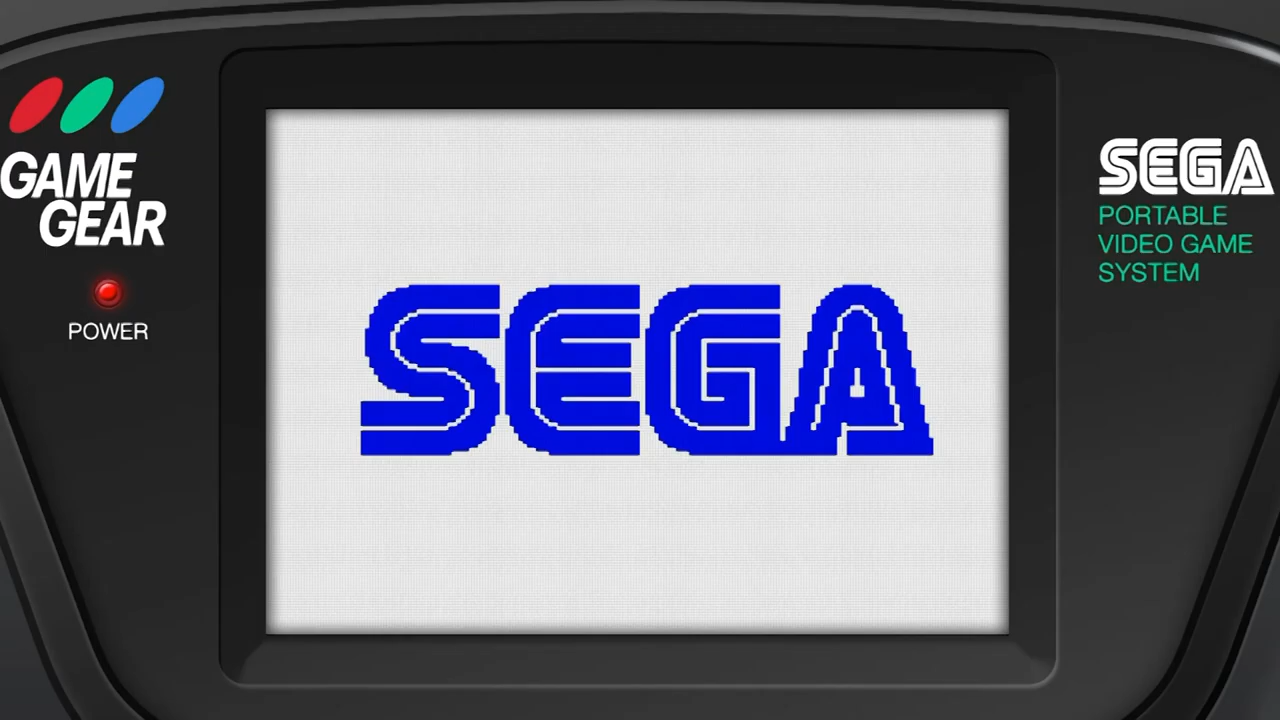 GAME
GEAR
POWER
SEGA
SEGA
PORTABLE
VIDEO GAME
SYSTEM